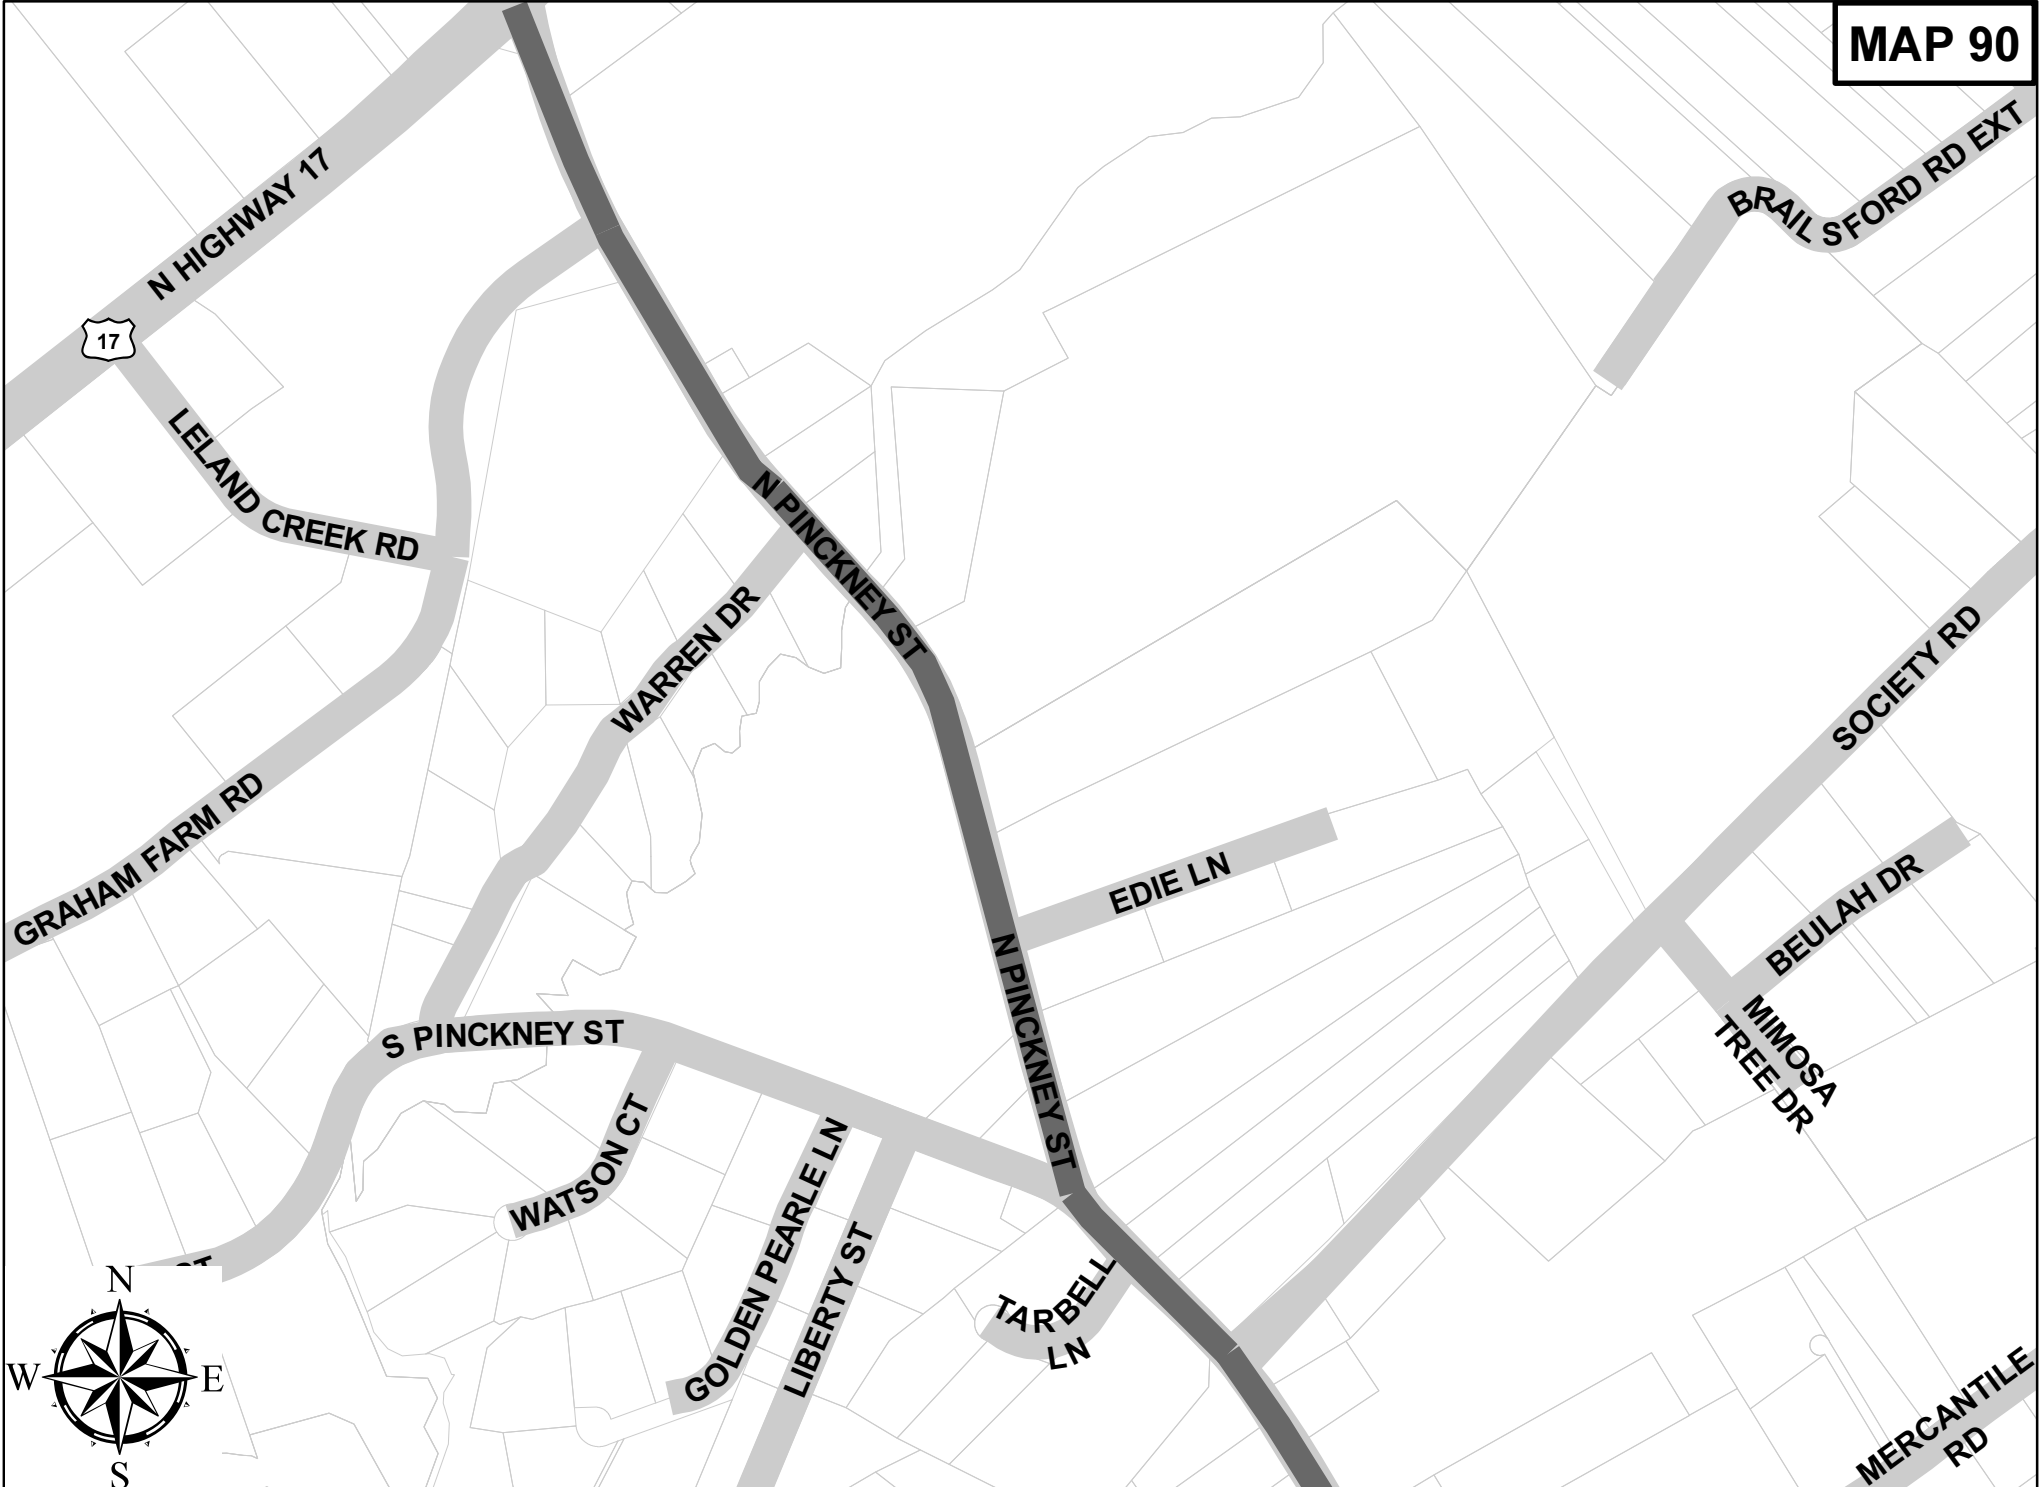 MAP 90
BRAILSFORD RD EXT
N HIGHWAY 17
17
LELAND CREEK RD
N PINCKNEY ST
WARREN DR
SOCIETY RD
GRAHAM FARM RD
EDIE LN
BEULAH DR
N PINCKNEY ST
MIMOSA
TREE DR
S PINCKNEY ST
WATSON CT
GOLDEN PEARLE LN
LIBERTY ST
TARBELL
LN
MERCANTILE
RD
N
W
E
S